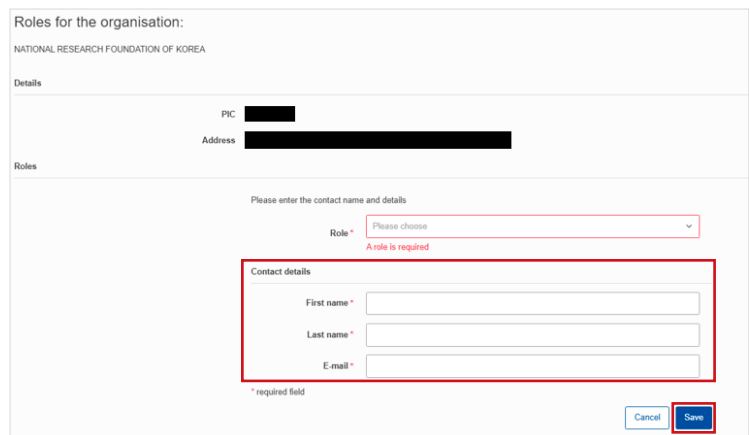 Roles for the organisation:
NATIONAL RESEARCH FOUNDATION OF KOREA
Details
PIC
Address
Roles
Please enter the contact name and details
Role *
Please choose
A role is required
Contact details
First name *
Last name *
E-mail *
* required field
Cancel
Save